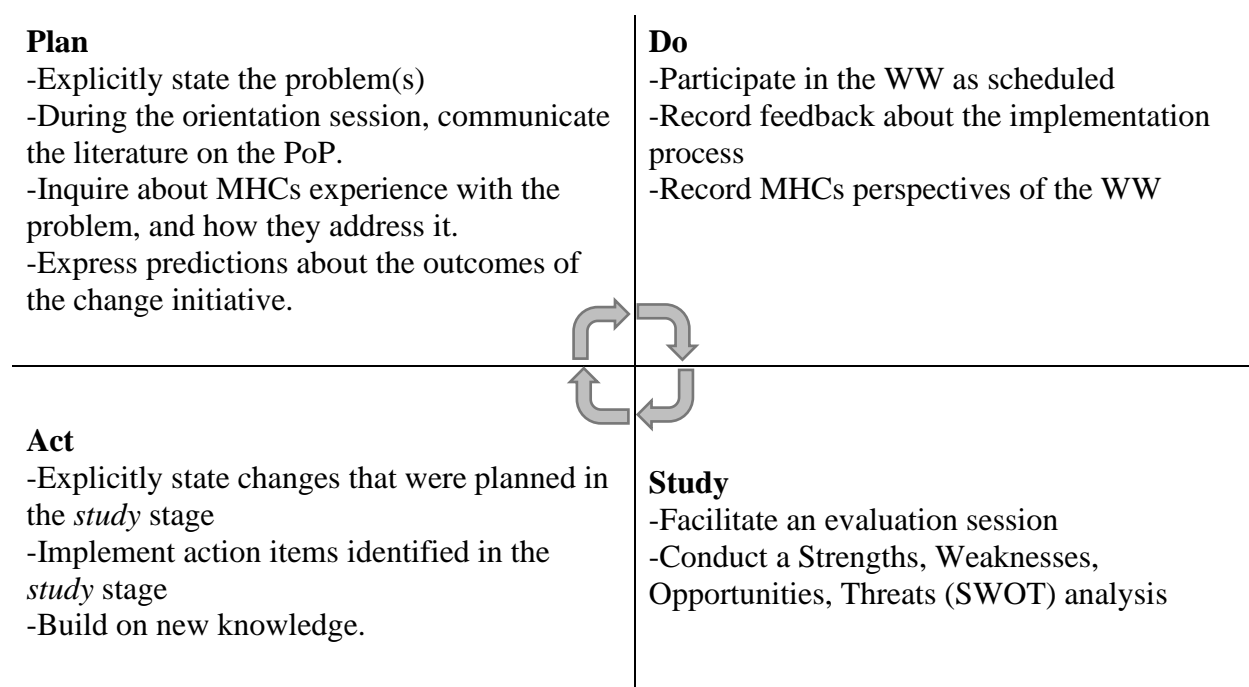 Plan
-Explicitly state the problem(s)
-During the orientation session, communicate
the literature on the PoP.
-Inquire about MHCs experience with the
problem, and how they address it.
-Express predictions about the outcomes of
the change initiative.
Do
-Participate in the WW as scheduled
-Record feedback about the implementation
process
-Record MHCs perspectives of the WW
Act
-Explicitly state changes that were planned in
the study stage
-Implement action items identified in the
study stage
-Build on new knowledge.
Study
-Facilitate an evaluation session
-Conduct a Strengths, Weaknesses,
Opportunities, Threats (SWOT) analysis